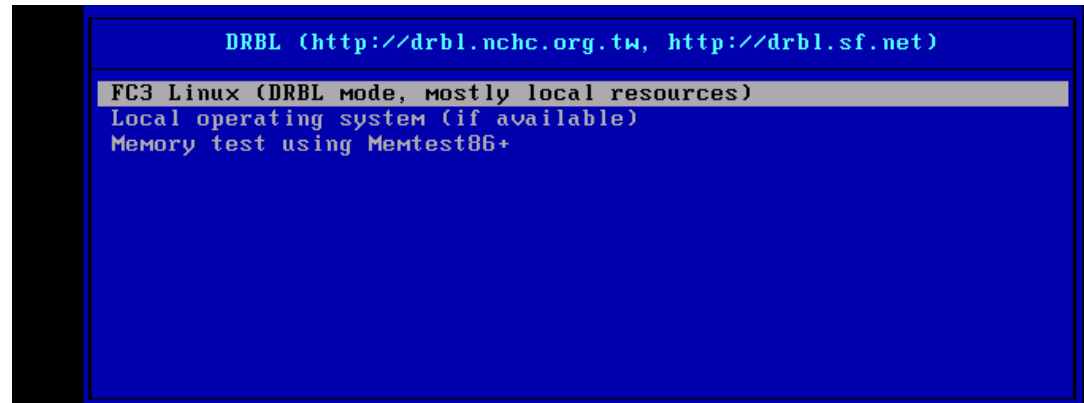 DRBL (http://drbl.nchc.org.tw, http://drbl.sf.net)
FC3 Linux (DRBL mode, mostly local resources)
Local operating system (if available)
Memory test using Memtest86+